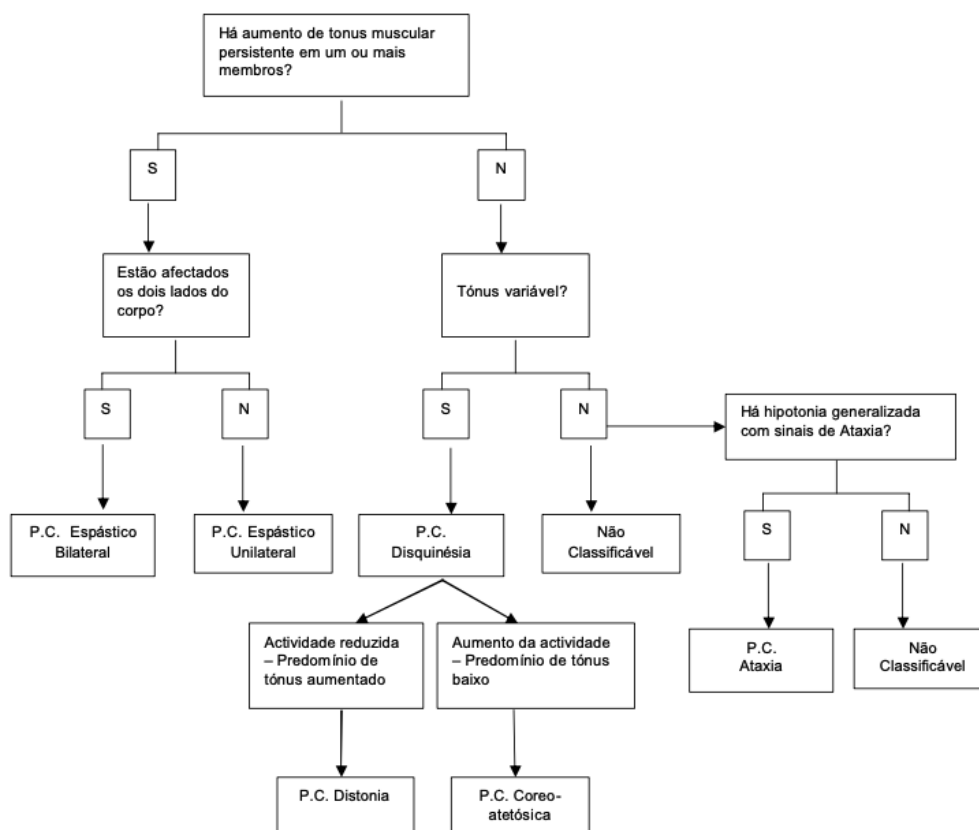 Há aumento de tonus muscular
persistente em um ou mais
membros?
S
N
Estão afectados
os dois lados do
corpo?
Tónus variável?
S
N
S
N
Há hipotonia generalizada
com sinais de Ataxia?
P.C. Espástico
Bilateral
P.C. Espástico
Unilateral
P.C.
Disquinésia
Não
Classificável
S
N
Actividade reduzida
– Predomínio de
tónus aumentado
Aumento da actividade
– Predomínio de tónus
baixo
P.C.
Ataxia
Não
Classificável
P.C. Distonia
P.C. Coreo-
atetósica